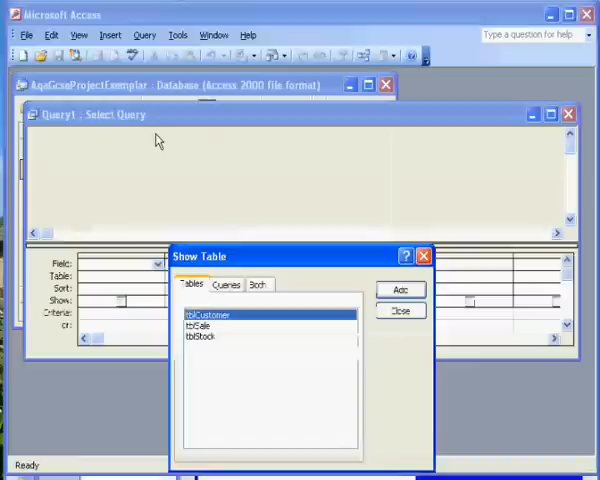 Microsoft Access
File Edit View Insert Query Tools Window Help
Type a question for help
AqaGcseProjectExemplar : Database (Access 2000 file format)
Query1 : Select Query
Show Table
Field:
Table:
Sort:
Show:
Criteria:
or:
Tables Queries Both
Add
Close
tblCustomer
tblSale
tblStock
Ready